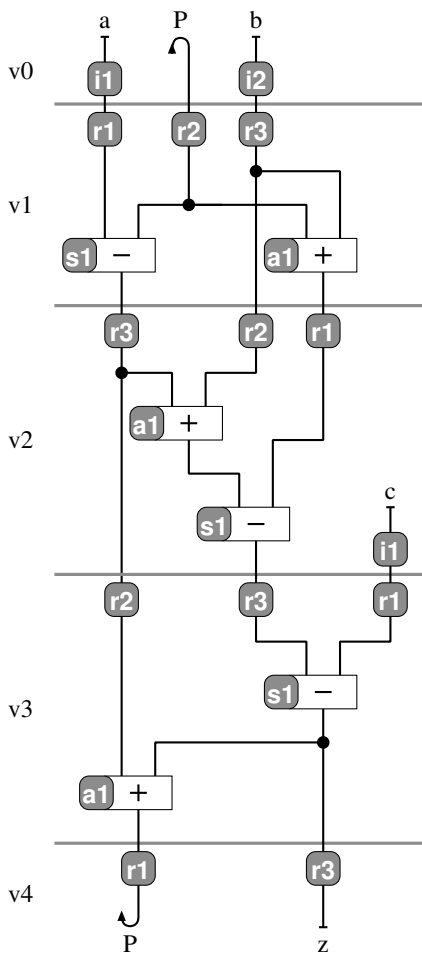 a P b
v0 i1 i2
r1 r2 r3
v1
s1 − a1 +
r3 r2 r1
a1 +
v2
c
s1 −
i1
r2 r3 r1
s1 −
v3
a1 +
r1 r3
v4
P z